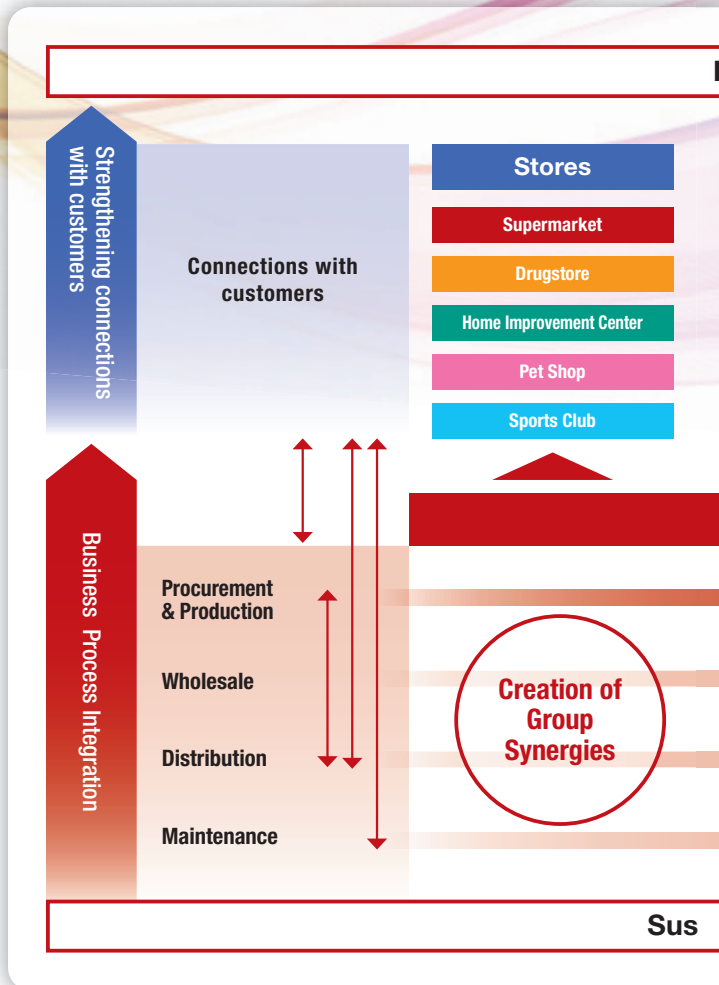 Strengthening connections
with customers
Connections with
customers
Stores
Supermarket
Drugstore
Home Improvement Center
Pet Shop
Sports Club
Business Process Integration
Procurement
& Production
Wholesale
Distribution
Maintenance
Creation of
Group
Synergies
Sus